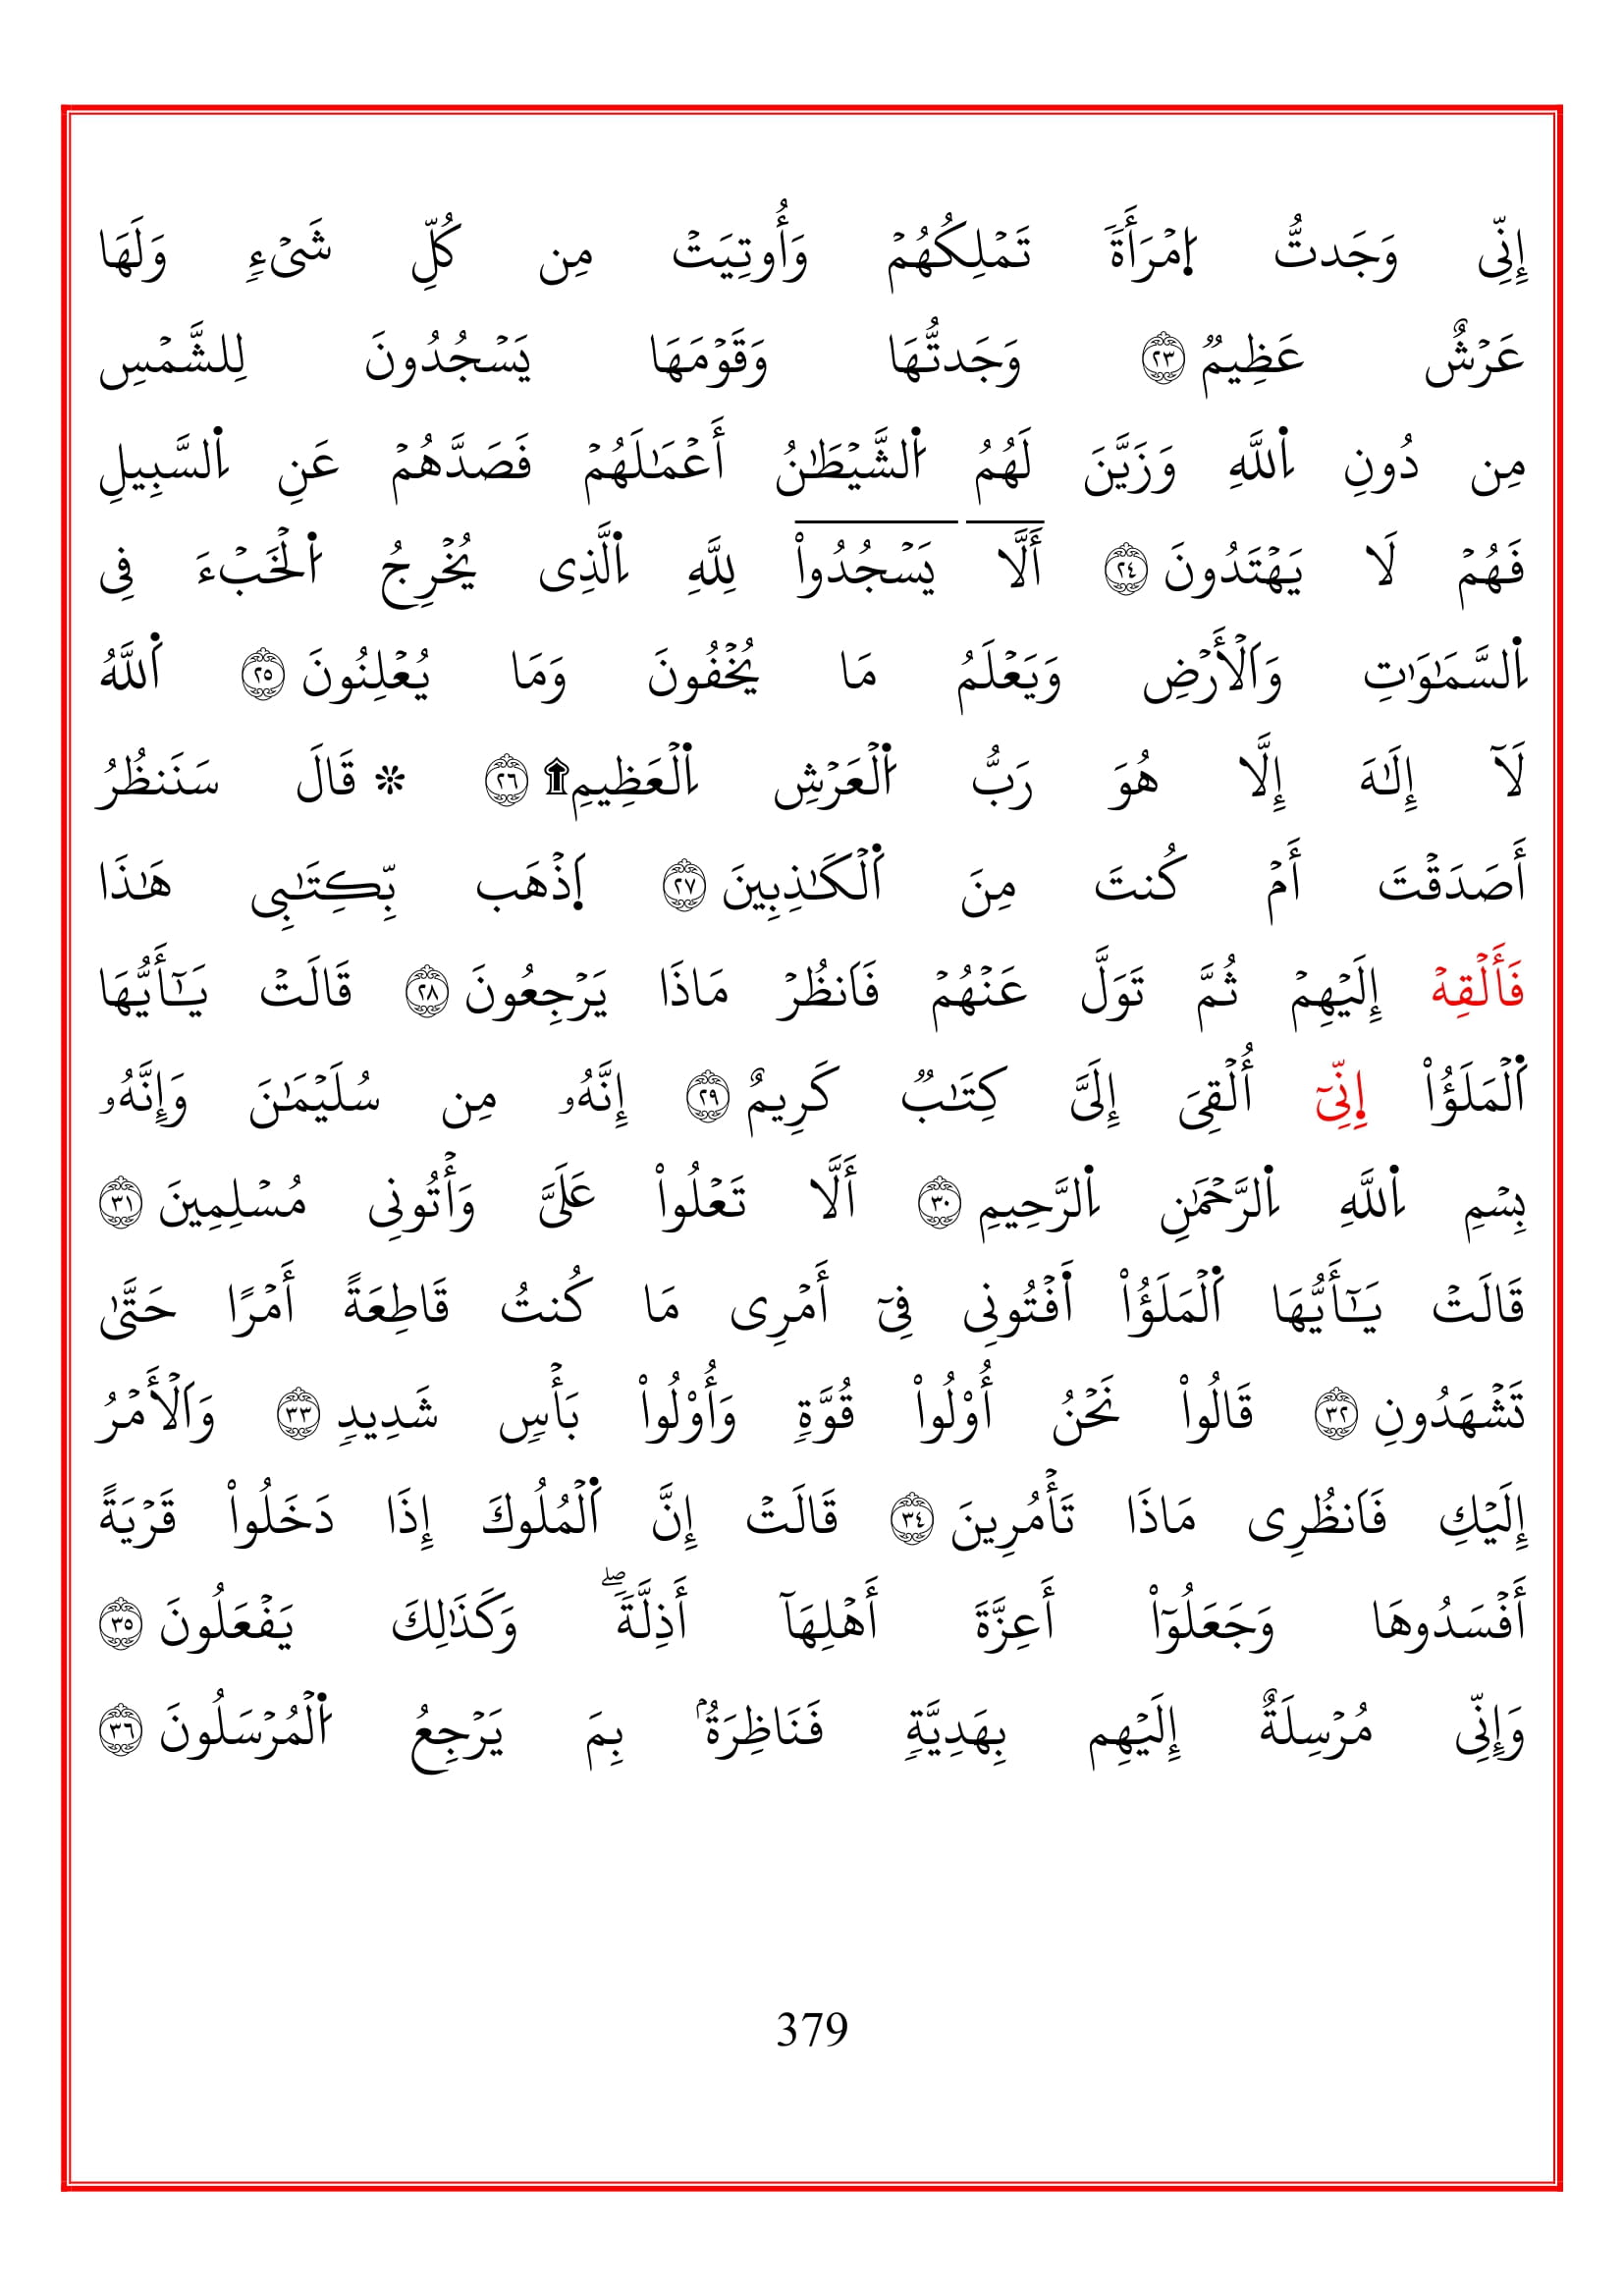 إِنِّى وَجَدتُّ ٱمۡرَأَةٗ تَمۡلِكُهُمۡ وَأُوتِيَتۡ مِن كُلِّ شَىۡءٖ وَلَهَا
عَرۡشٌ عَظِيمٞ ٢٣ وَجَدتُّهَا وَقَوۡمَهَا يَسۡجُدُونَ لِلشَّمۡسِ
مِن دُونِ ٱللَّهِ وَزَيَّنَ لَهُمُ ٱلشَّيۡطَٰنُ أَعۡمَٰلَهُمۡ فَصَدَّهُمۡ عَنِ ٱلسَّبِيلِ
فَهُمۡ لَا يَهۡتَدُونَ ٢٤ أَلَّا يَسۡجُدُواْ لِلَّهِ ٱلَّذِى يُخۡرِجُ ٱلۡخَبۡءَ فِى
ٱلسَّمَٰوَٰتِ وَٱلۡأَرۡضِ وَيَعۡلَمُ مَا يُخۡفُونَ وَمَا يُعۡلِنُونَ ٢٥ ٱللَّهُ
لَآ إِلَٰهَ إِلَّا هُوَ رَبُّ ٱلۡعَرۡشِ ٱلۡعَظِيمِ۩ ٢٦ ❊ قَالَ سَنَنظُرُ
أَصَدَقۡتَ أَمۡ كُنتَ مِنَ ٱلۡكَٰذِبِينَ ٢٧ ٱذۡهَب بِّكِتَٰبِى هَٰذَا
فَأَلۡقِهۡ إِلَيۡهِمۡ ثُمَّ تَوَلَّ عَنۡهُمۡ فَٱنظُرۡ مَاذَا يَرۡجِعُونَ ٢٨ قَالَتۡ يَٰٓأَيُّهَا
ٱلۡمَلَؤُاْ إِنِّىٓ أُلۡقِىَ إِلَىَّ كِتَٰبٞ كَرِيمٌ ٢٩ إِنَّهُۥ مِن سُلَيۡمَٰنَ وَإِنَّهُۥ
بِسۡمِ ٱللَّهِ ٱلرَّحۡمَٰنِ ٱلرَّحِيمِ ٣٠ أَلَّا تَعۡلُواْ عَلَىَّ وَأۡتُونِى مُسۡلِمِينَ ٣١
قَالَتۡ يَٰٓأَيُّهَا ٱلۡمَلَؤُاْ أَفۡتُونِى فِىٓ أَمۡرِى مَا كُنتُ قَاطِعَةً أَمۡرًا حَتَّىٰ
تَشۡهَدُونِ ٣٢ قَالُواْ نَحۡنُ أُوْلُواْ قُوَّةٖ وَأُوْلُواْ بَأۡسٖ شَدِيدٖ ٣٣ وَٱلۡأَمۡرُ
إِلَيۡكِ فَٱنظُرِى مَاذَا تَأۡمُرِينَ ٣٤ قَالَتۡ إِنَّ ٱلۡمُلُوكَ إِذَا دَخَلُواْ قَرۡيَةً
أَفۡسَدُوهَا وَجَعَلُوٓاْ أَعِزَّةَ أَهۡلِهَآ أَذِلَّةٗۖ وَكَذَٰلِكَ يَفۡعَلُونَ ٣٥
وَإِنِّى مُرۡسِلَةٌ إِلَيۡهِم بِهَدِيَّةٖ فَنَاظِرَةُۢ بِمَ يَرۡجِعُ ٱلۡمُرۡسَلُونَ ٣٦
379